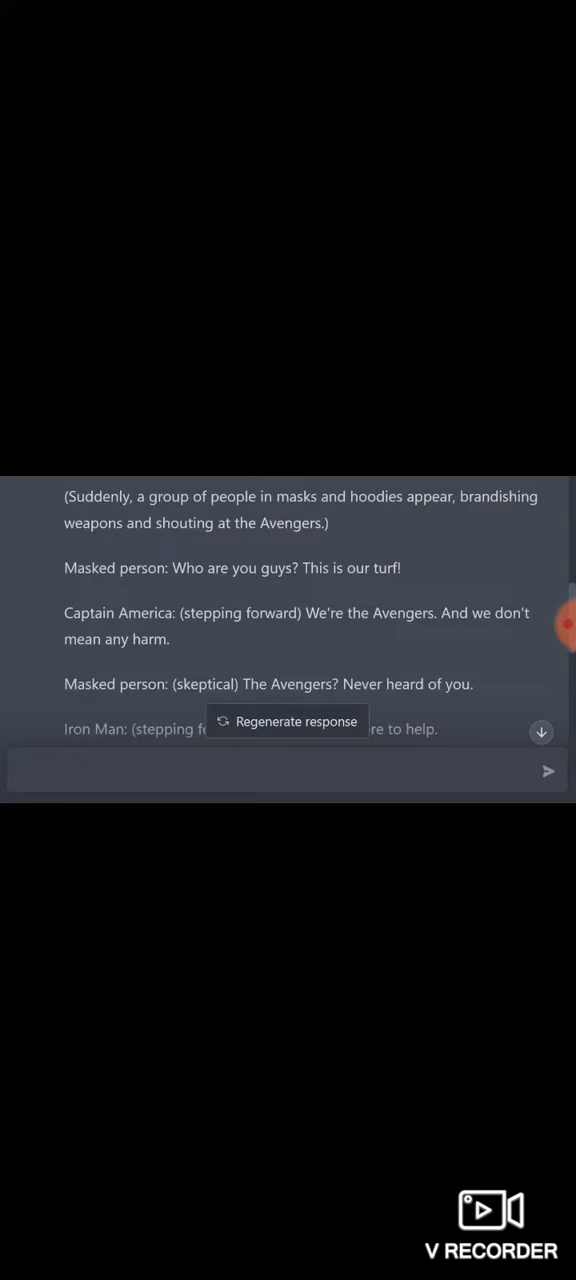 (Suddenly, a group of people in masks and hoodies appear, brandishing
weapons and shouting at the Avengers.)
Masked person: Who are you guys? This is our turf!
Captain America: (stepping forward) We're the Avengers. And we don't
mean any harm.
Masked person: (skeptical) The Avengers? Never heard of you.
Regenerate response
Iron Man: (stepping to help.
V RECORDER